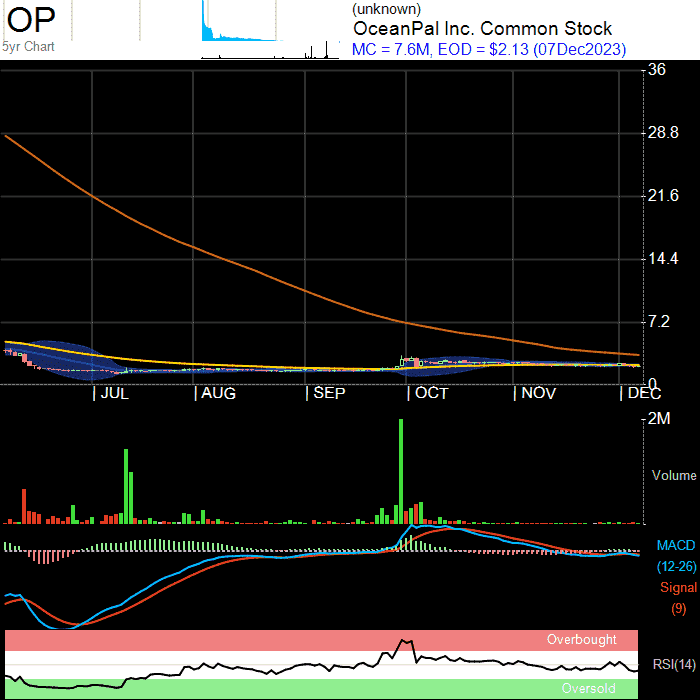 OP
5yr Chart
(unknown)
OceanPal Inc. Common Stock
MC = 7.6M, EOD = $2.13 (07Dec2023)
36
28.8
21.6
14.4
7.2
0
JUL AUG SEP OCT NOV DEC
2M
Volume
MACD
(12-26)
Signal
(9)
Overbought
RSI(14)
Oversold